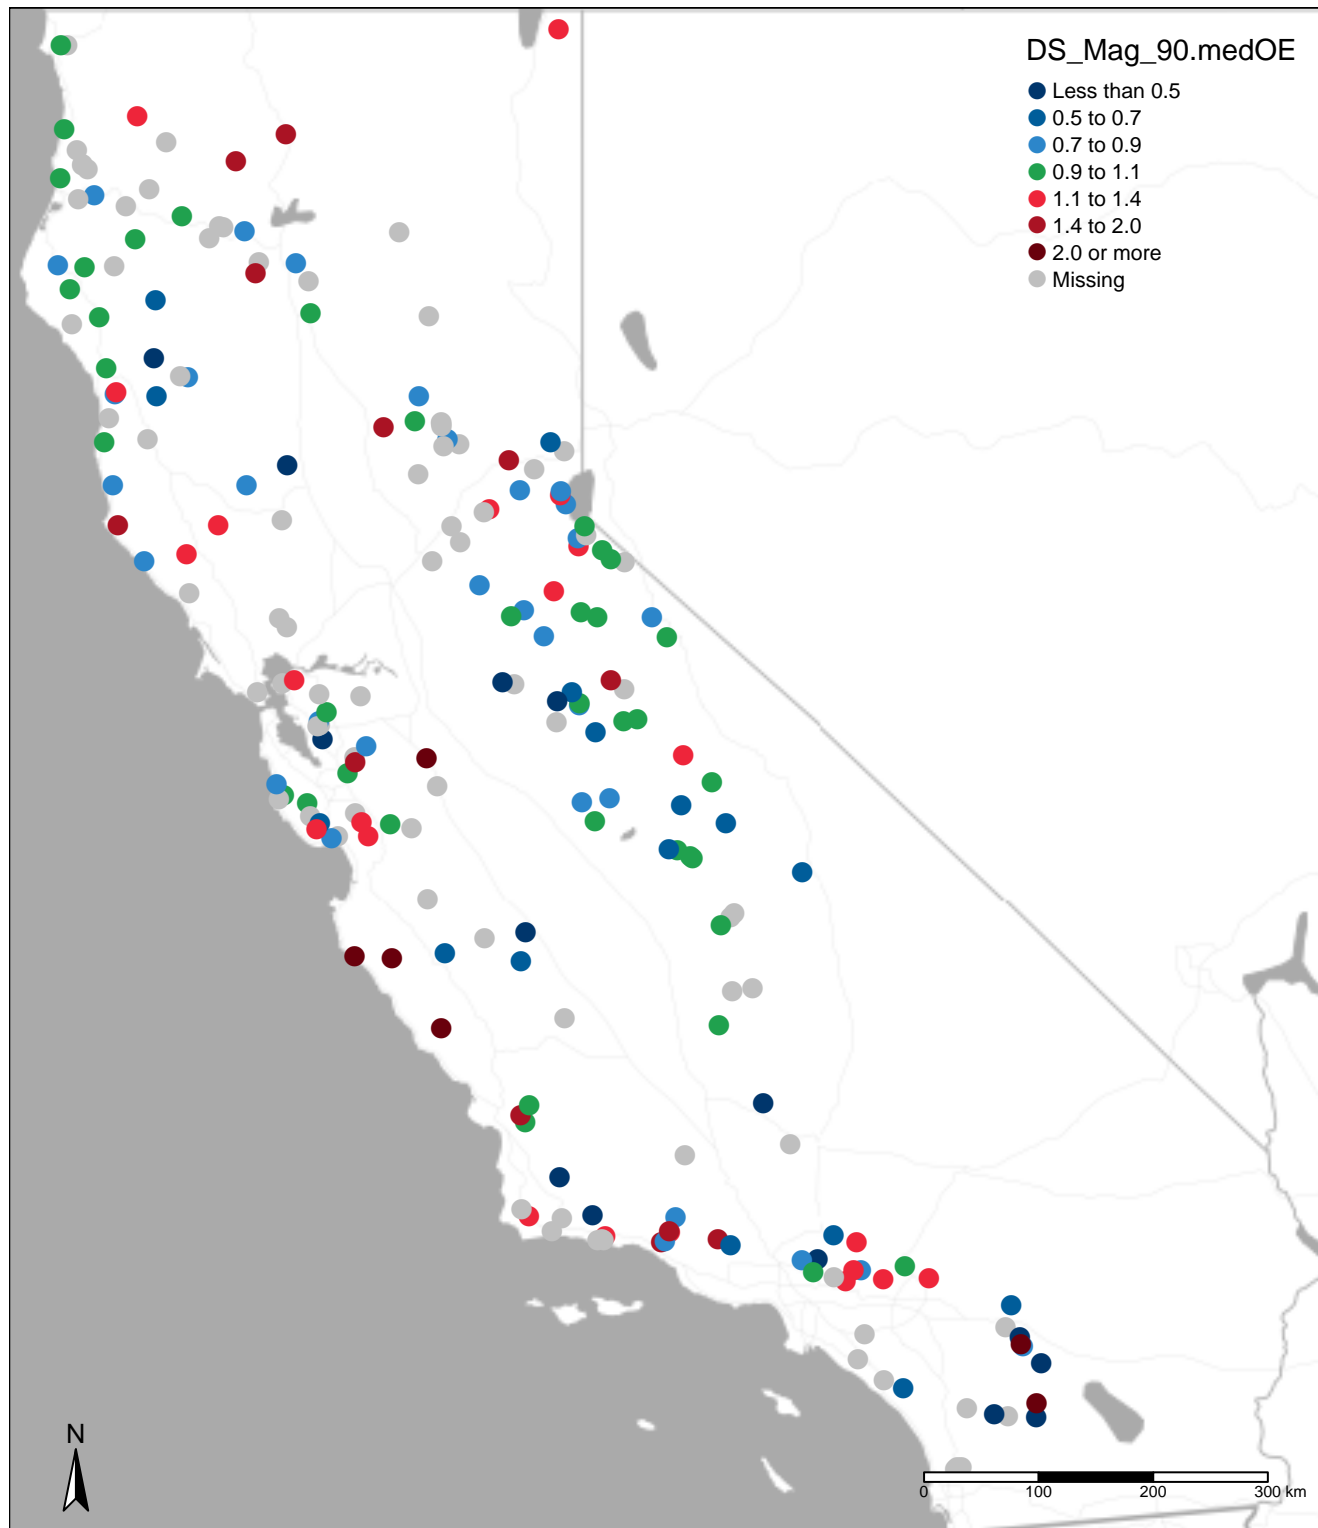 DS_Mag_90.medOE
Less than 0.5
0.5 to 0.7
0.7 to 0.9
0.9 to 1.1
1.1 to 1.4
1.4 to 2.0
2.0 or more
Missing
N
0 100 200 300 km